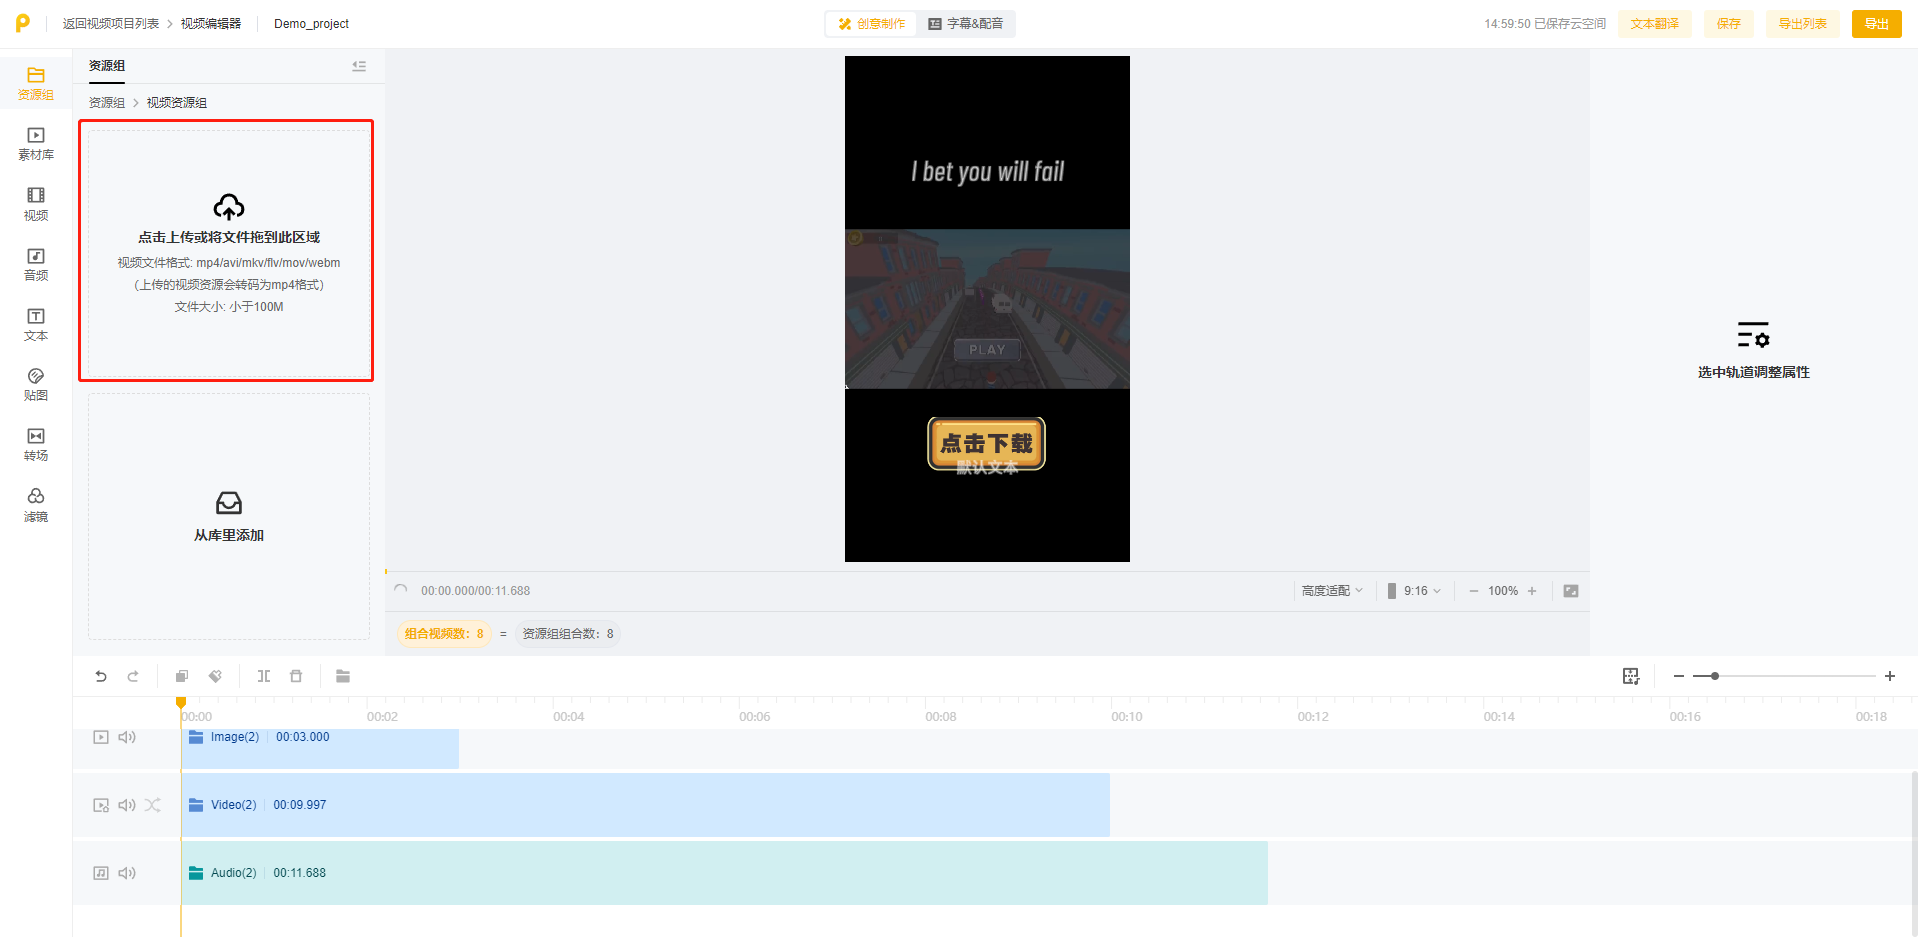 返回视频项目列表 > 视频编辑器 Demo_project 创意制作 字幕&配音 14:59:50 已保存云空间 文本翻译 保存 导出列表 导出
资源组
资源组
资源组 > 视频资源组
素材库
视频
音频
文本
贴图
转场
滤镜
点击上传或将文件拖到此区域
视频文件格式: mp4/avi/mkv/flv/mov/webm
（上传的视频资源会转码为mp4格式）
文件大小: 小于100M
从库里添加
I bet you will fail
PLAY
点击下载
默认文本
选中轨道调整属性
00:00.000/00:11.688 高度适配 9:16 100%
组合视频数：8 = 资源组组合数：8
00:00 00:02 00:04 00:06 00:08 00:10 00:12 00:14 00:16 00:18
Image(2) 00:03.000
Video(2) 00:09.997
Audio(2) 00:11.688